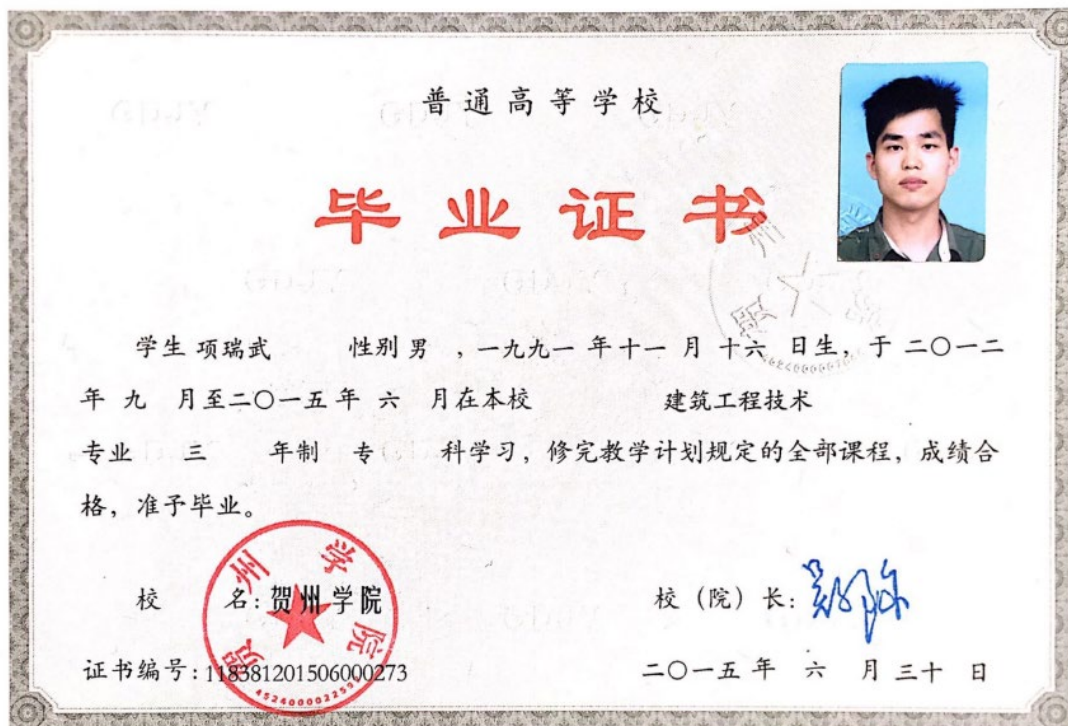 普通高等学校
毕业证书
学生 项瑞武 性别 男 ，一九九一 年 十一 月 十六 日生，于 二〇一二
年 九 月至二〇一五 年 六 月在本校 建筑工程技术
专业 三 年制 专 科学习，修完教学计划规定的全部课程，成绩合
格，准予毕业。
校 名：贺州学院
校（院）长：
证书编号：118381201506000273
二〇一五 年 六 月 三十 日
贺州学院